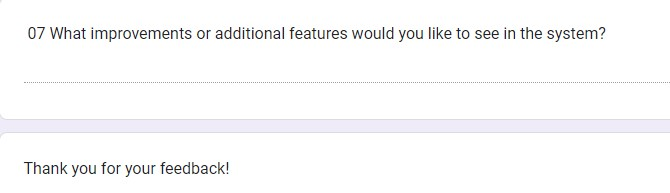 07 What improvements or additional features would you like to see in the system?
Thank you for your feedback!